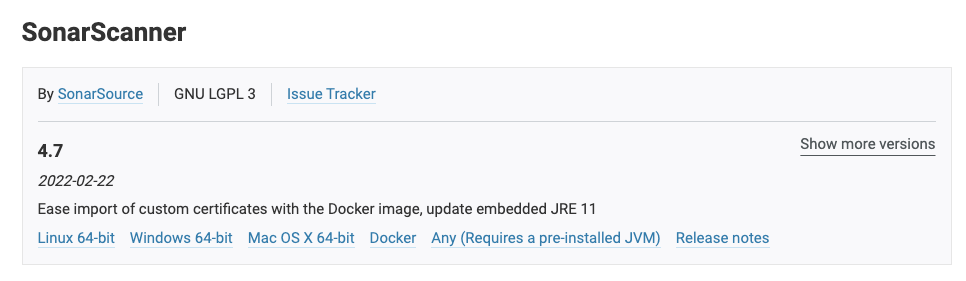 SonarScanner
By SonarSource GNU LGPL 3 Issue Tracker
4.7
Show more versions
2022-02-22
Ease import of custom certificates with the Docker image, update embedded JRE 11
Linux 64-bit Windows 64-bit Mac OS X 64-bit Docker Any (Requires a pre-installed JVM) Release notes